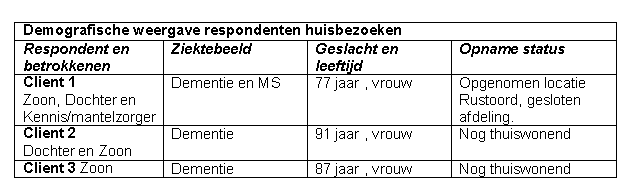 Demografische weergave respondenten huisbezoeken
Respondent en betrokkenen Ziektebeeld Geslacht en leeftijd Opname status
Client 1 Dementie en MS 77 jaar , vrouw Opgenomen locatie
Zoon, Dochter en Rustoord, gesloten
Kennis/mantelzorger afdeling.
Client 2 Dementie 91 jaar , vrouw Nog thuiswonend
Dochter en Zoon
Client 3 Zoon Dementie 87 jaar , vrouw Nog thuiswonend